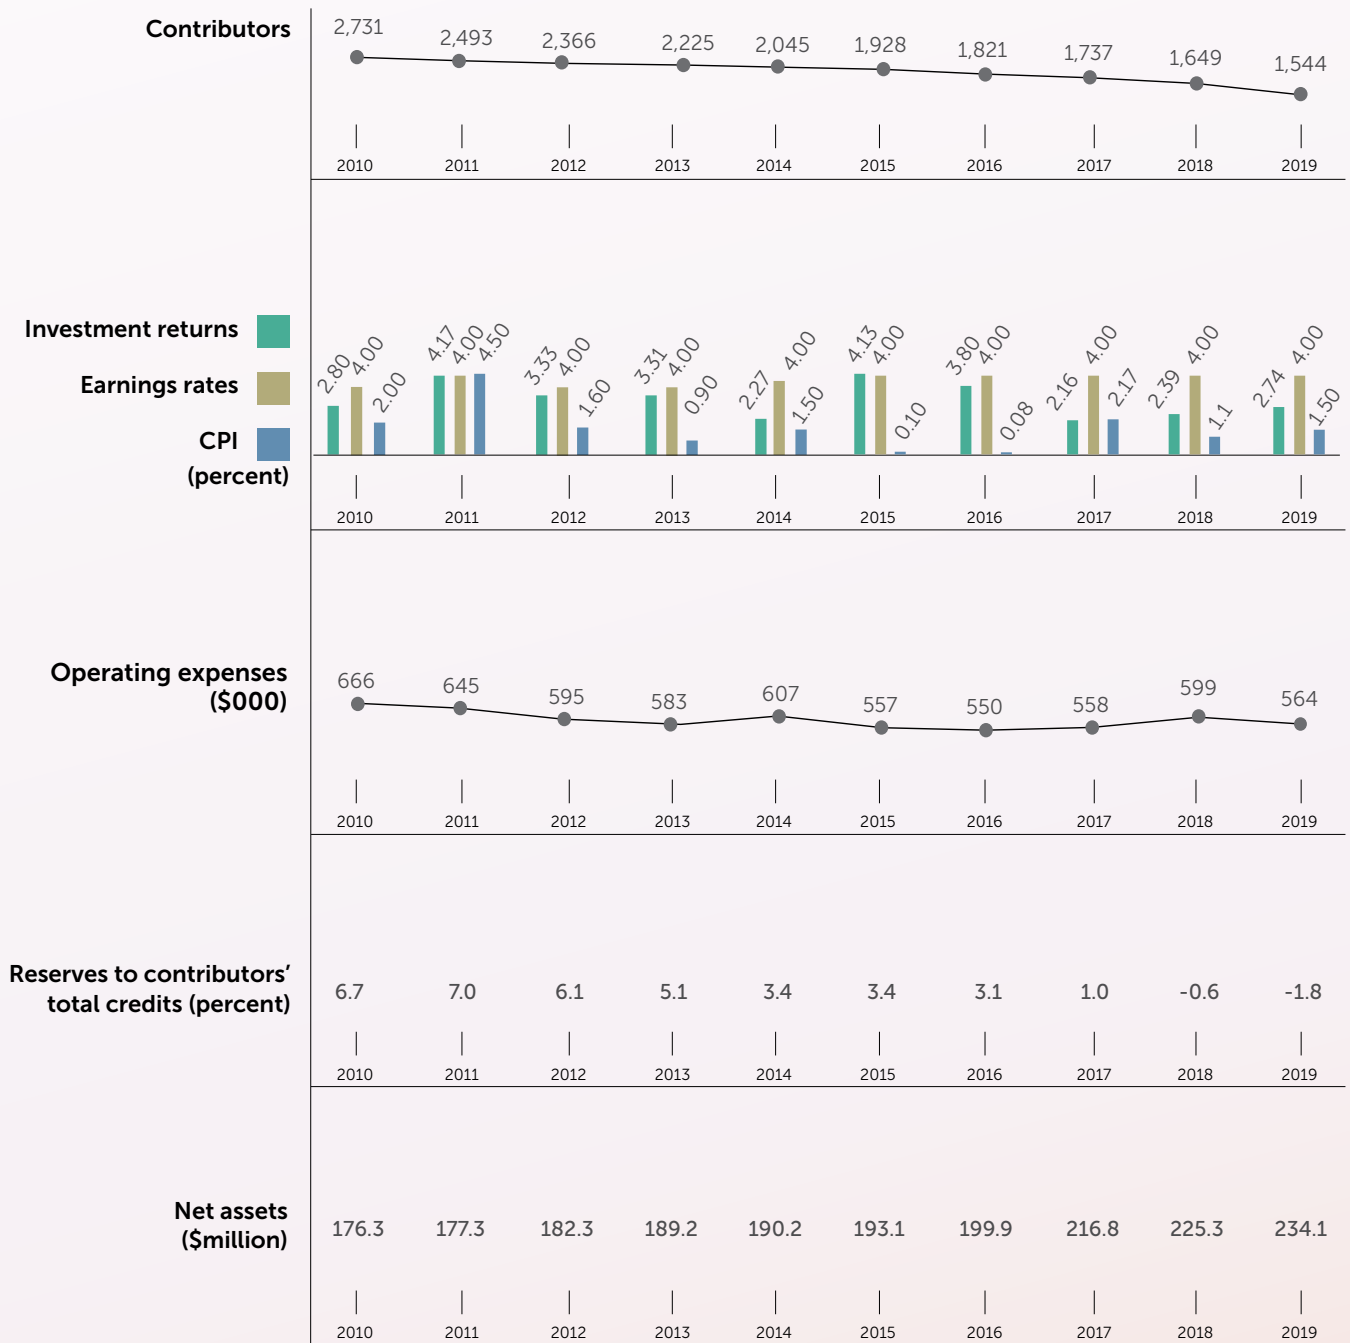 Contributors
2,731 2,493 2,366 2,225 2,045 1,928 1,821 1,737 1,649 1,544
2010 2011 2012 2013 2014 2015 2016 2017 2018 2019
Investment returns
Earnings rates
CPI
(percent)
2.80 4.00 2.00 4.17 4.00 4.50 3.33 4.00 1.60 3.31 4.00 0.90 2.27 4.00 1.50 4.13 4.00 0.10 3.80 4.00 0.08 2.16 4.00 2.17 2.39 4.00 1.1 2.74 4.00 1.50
2010 2011 2012 2013 2014 2015 2016 2017 2018 2019
Operating expenses
($000)
666 645 595 583 607 557 550 558 599 564
2010 2011 2012 2013 2014 2015 2016 2017 2018 2019
Reserves to contributors’
total credits (percent)
6.7 7.0 6.1 5.1 3.4 3.4 3.1 1.0 -0.6 -1.8
2010 2011 2012 2013 2014 2015 2016 2017 2018 2019
Net assets
($million)
176.3 177.3 182.3 189.2 190.2 193.1 199.9 216.8 225.3 234.1
2010 2011 2012 2013 2014 2015 2016 2017 2018 2019